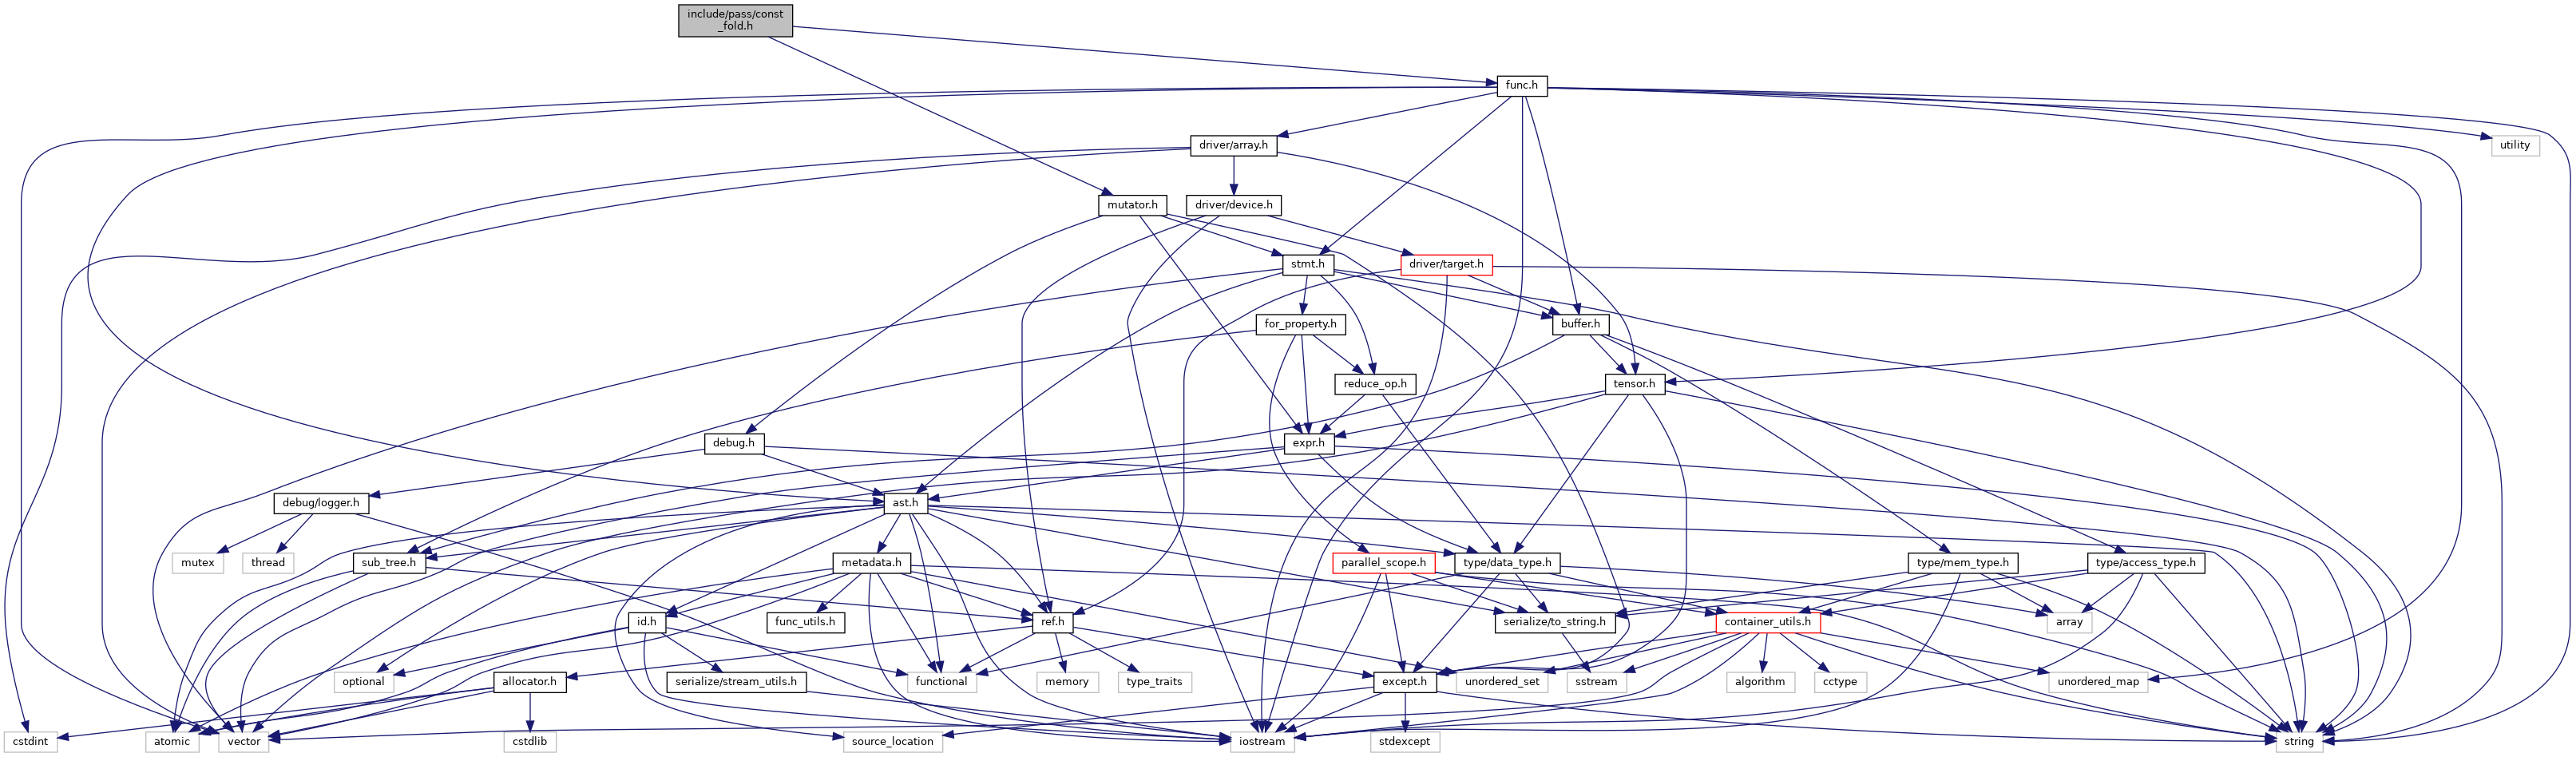 include/pass/const
_fold.h
func.h
driver/array.h
utility
mutator.h
driver/device.h
stmt.h
driver/target.h
for_property.h
buffer.h
reduce_op.h
tensor.h
debug.h
expr.h
debug/logger.h
ast.h
mutex
thread
sub_tree.h
metadata.h
parallel_scope.h
type/data_type.h
type/mem_type.h
type/access_type.h
id.h
func_utils.h
ref.h
serialize/to_string.h
container_utils.h
array
optional
allocator.h
serialize/stream_utils.h
functional
memory
type_traits
except.h
unordered_set
sstream
algorithm
cctype
unordered_map
cstdint
atomic
vector
cstdlib
source_location
iostream
stdexcept
string